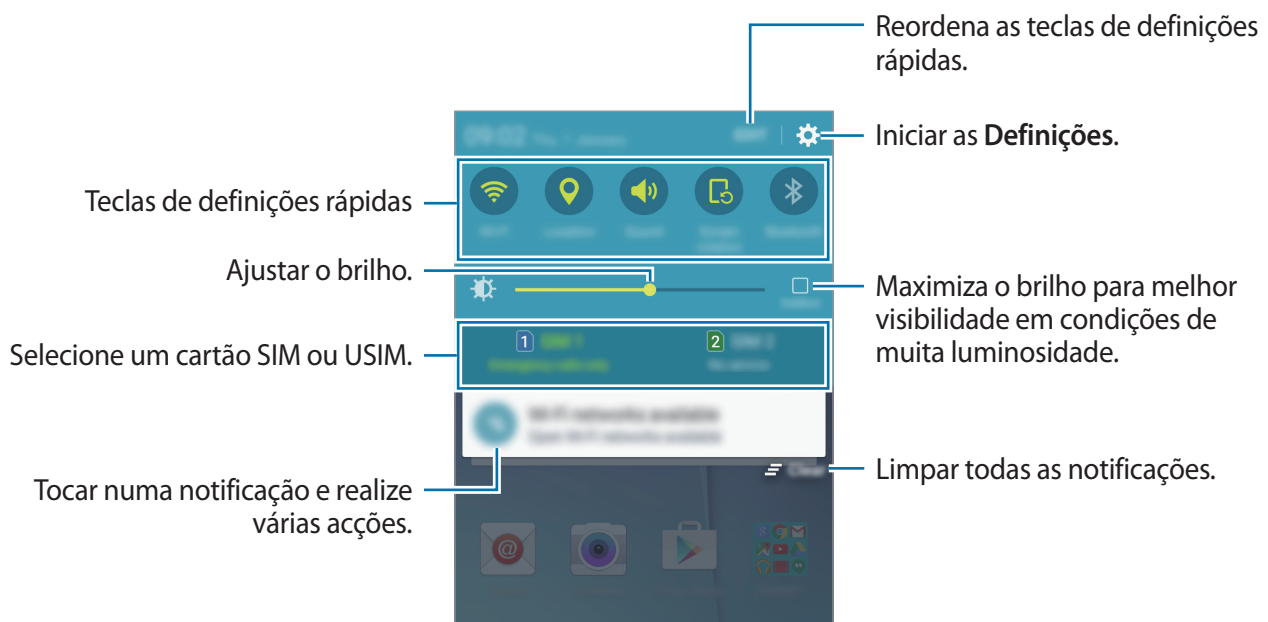 Reordena as teclas de definições
rápidas.
Iniciar as Definições.
Teclas de definições rápidas
Ajustar o brilho.
Maximiza o brilho para melhor
visibilidade em condições de
muita luminosidade.
Selecione um cartão SIM ou USIM.
1
2
Limpar todas as notificações.
Tocar numa notificação e realize
várias acções.